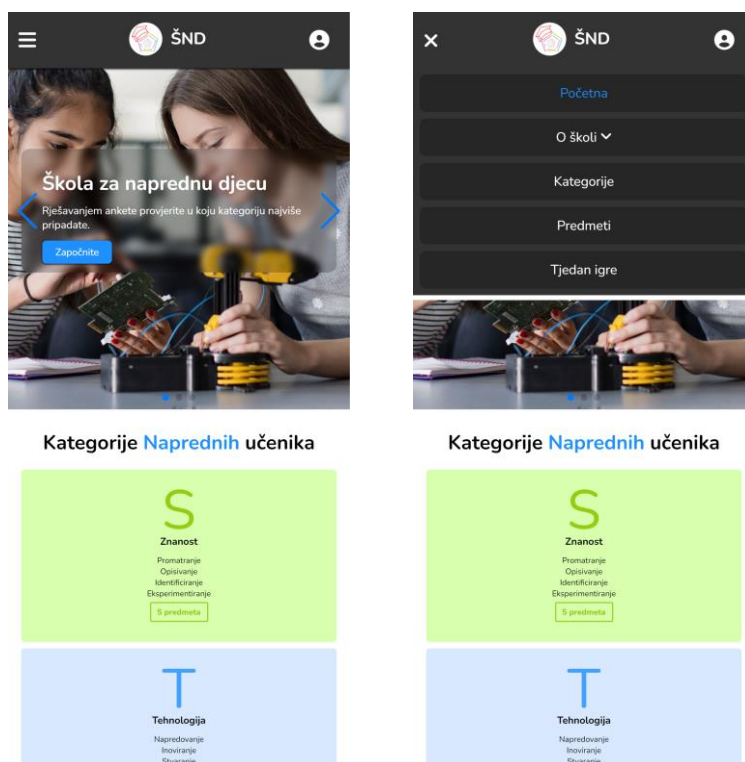 ŠND
Škola za naprednu djecu
Rješavanjem ankete provjerite u koju kategoriju najviše
pripadate.
Započnite
Kategorije Naprednih učenika
S
Znanost
Promatranje
Opisivanje
Identificiranje
Eksperimentiranje
5 predmeta
T
Tehnologija
Napredovanje
Inoviranje
Stvaranje
ŠND
Početna
O školi
Kategorije
Predmeti
Tjedan igre
Kategorije Naprednih učenika
S
Znanost
Promatranje
Opisivanje
Identificiranje
Eksperimentiranje
5 predmeta
T
Tehnologija
Napredovanje
Inoviranje
Stvaranje